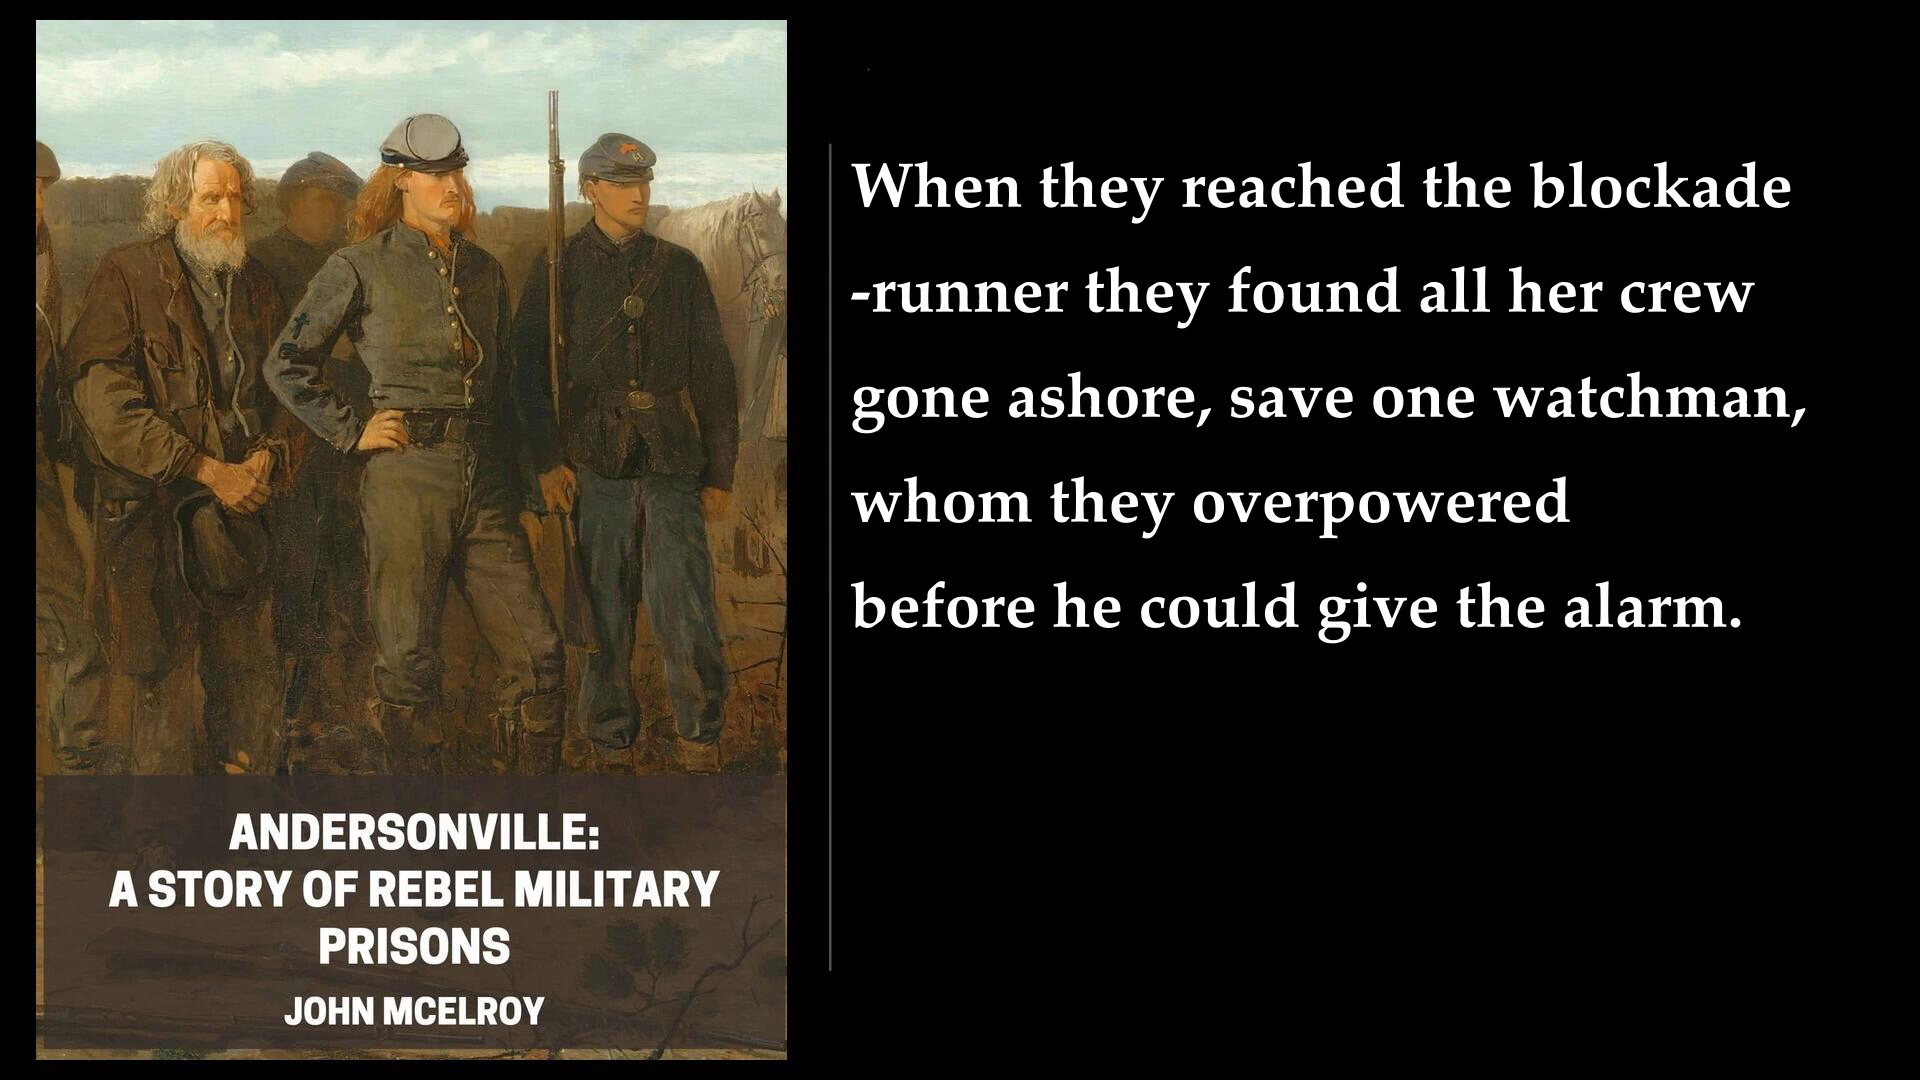 ANDERSONVILLE:
A STORY OF REBEL MILITARY
PRISONS
JOHN MCELROY
When they reached the blockade
-runner they found all her crew
gone ashore, save one watchman,
whom they overpowered
before he could give the alarm.